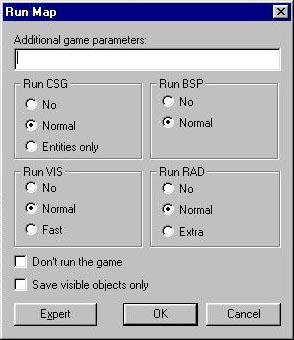 Run Map
Additional game parameters:
Run CSG
No
Normal
Entities only
Run BSP
No
Normal
Run VIS
No
Normal
Fast
Run RAD
No
Normal
Extra
Don't run the game
Save visible objects only
Expert
OK
Cancel